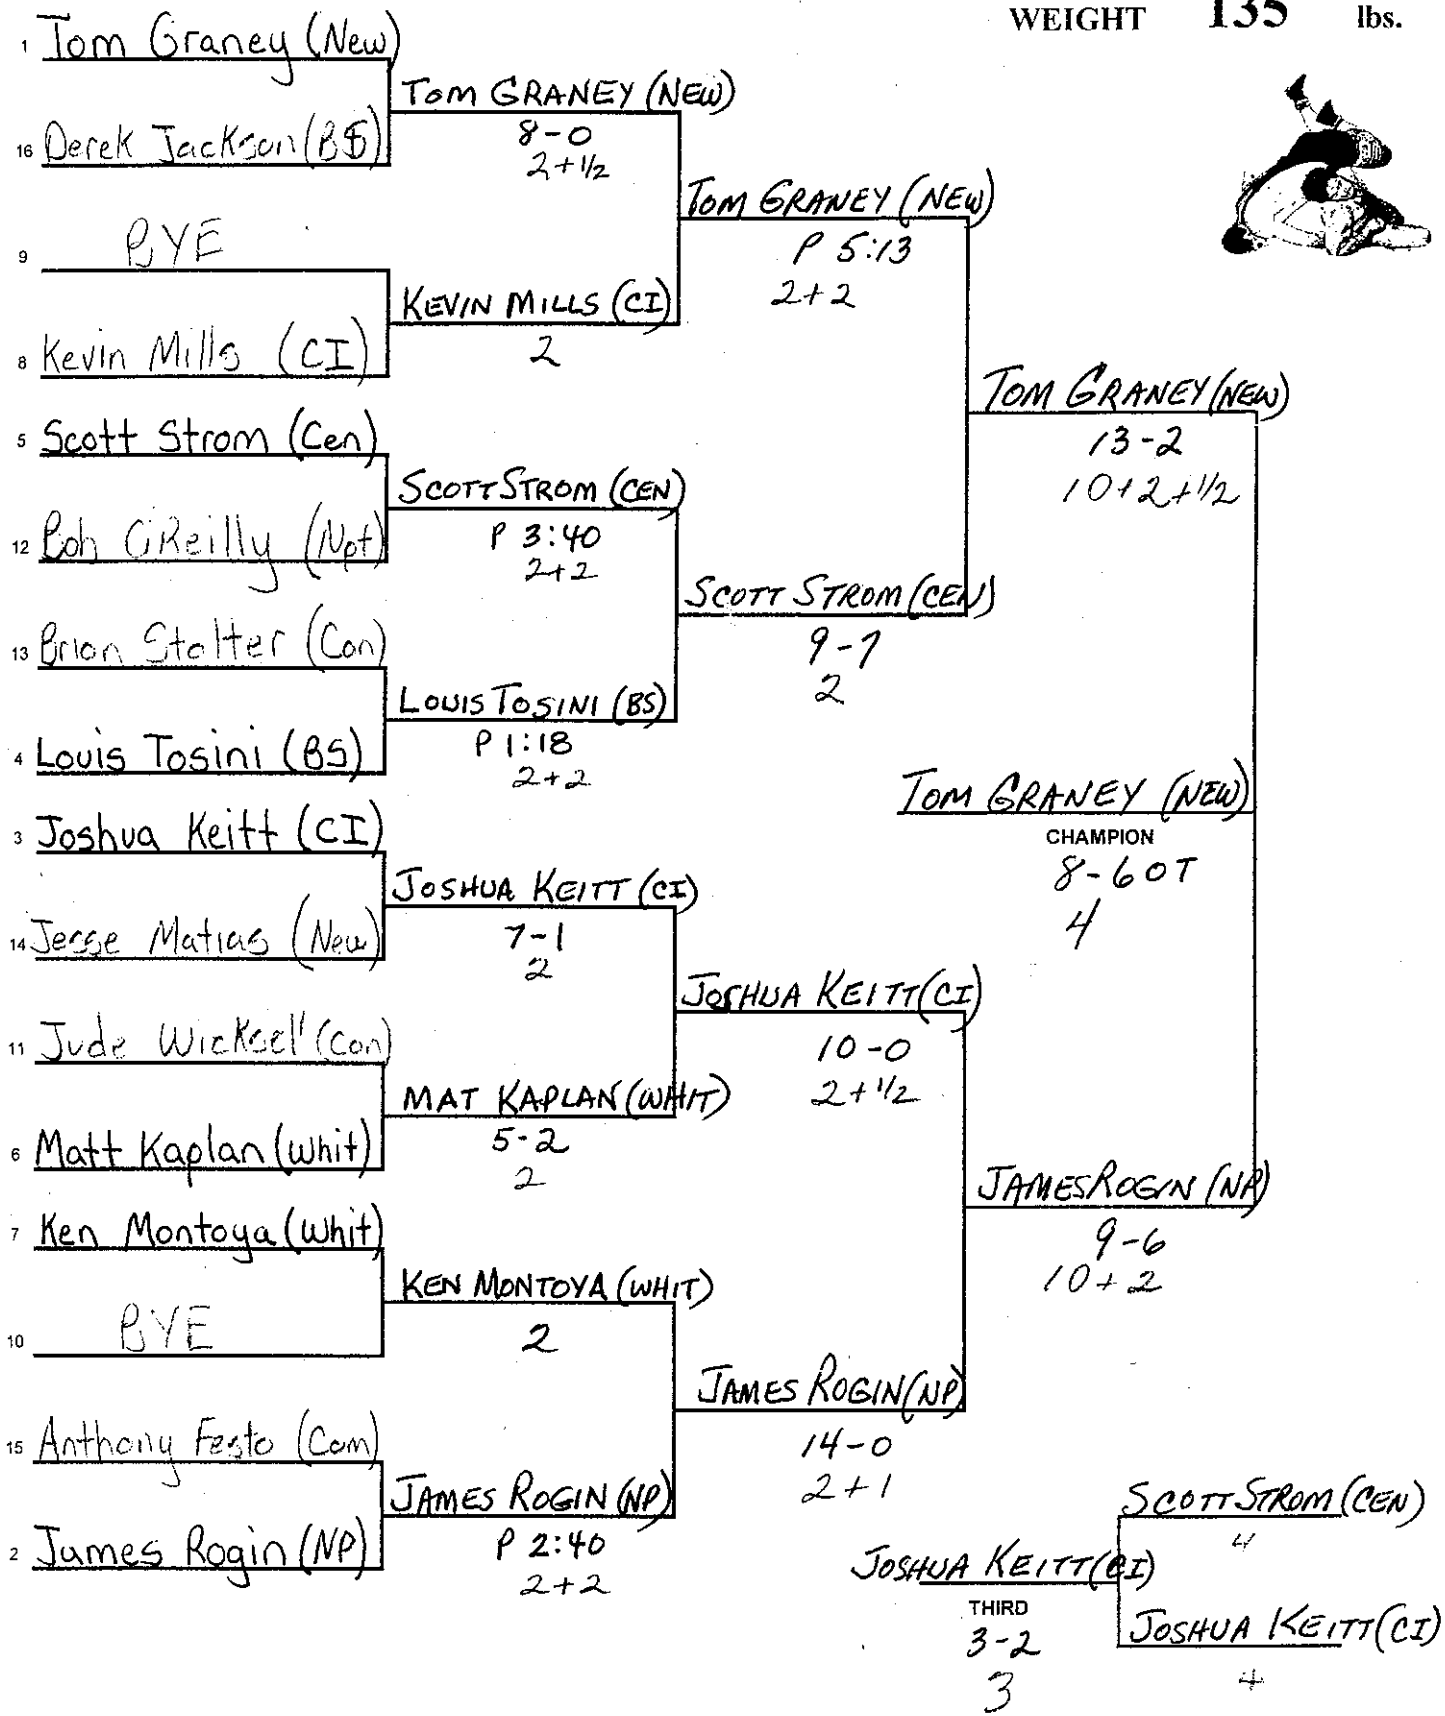 WEIGHT 135 lbs.
1 Tom Graney (New)
16 Derek Jackson (BS)
9 BYE
8 Kevin Mills (CI)
5 Scott Strom (Cen)
12 Bob O'Reilly (Npt)
13 Brian Stalter (Con)
4 Louis Tosini (BS)
3 Joshua Keitt (CI)
14 Jesse Matias (New)
11 Jude (Con)
6 Matt Kaplan (Whit)
7 Ken Montoya (Whit)
10 BYE
15 Anthony Festo (Com)
2 James Rogin (NP)
TOM GRANEY (NEW)
8-0
2+1/2
KEVIN MILLS (CI)
2
SCOTT STROM (CEN)
P 3:40
2+2
LOUIS TOSINI (BS)
P 1:18
2+2
JOSHUA KEITT (CI)
7-1
2
MAT KAPLAN (WHIT)
5-2
2
KEN MONTOYA (WHIT)
2
JAMES ROGIN (NP)
P 2:40
2+2
TOM GRANEY (NEW)
P 5:13
2+2
SCOTT STROM (CEN)
9-7
2
JOSHUA KEITT (CI)
10-0
2+1/2
JAMES ROGIN (NP)
14-0
2+1
TOM GRANEY (NEW)
13-2
10+2+1/2
JAMES ROGIN (NP)
9-6
10+2
TOM GRANEY (NEW)
CHAMPION
8-6 OT
4
SCOTT STROM (CEN)
4
JOSHUA KEITT (CI)
4
JOSHUA KEITT (CI)
THIRD
3-2
3